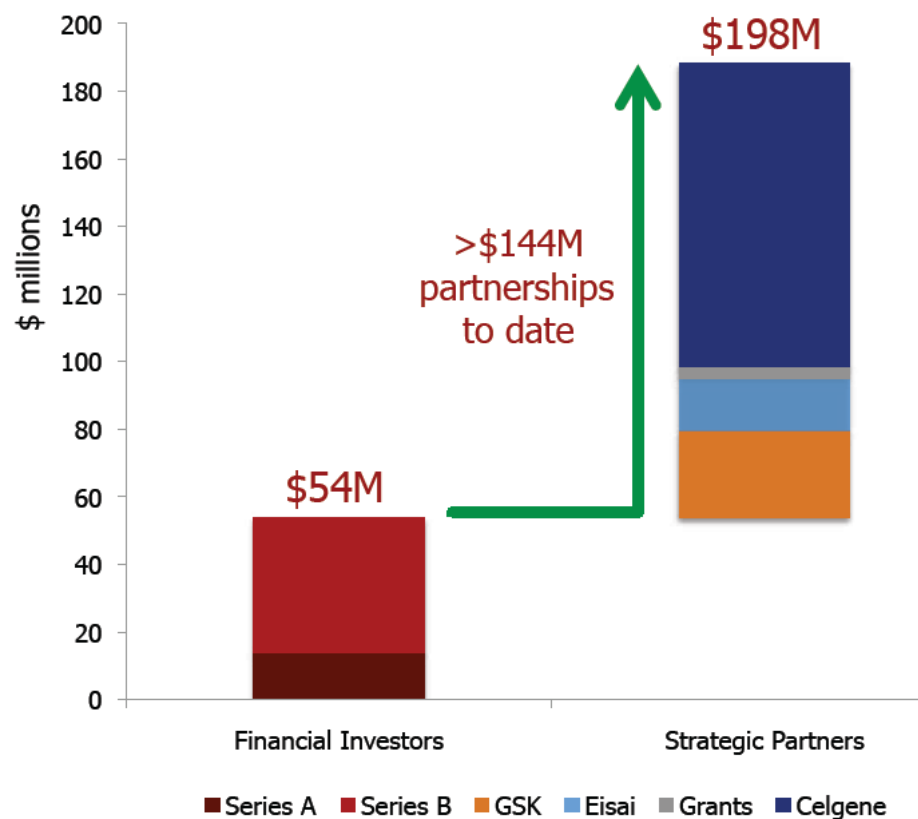 $ millions
200
180
160
140
120
100
80
60
40
20
0
$198M
>$144M
partnerships
to date
$54M
Financial Investors
Strategic Partners
Series A
Series B
GSK
Eisai
Grants
Celgene